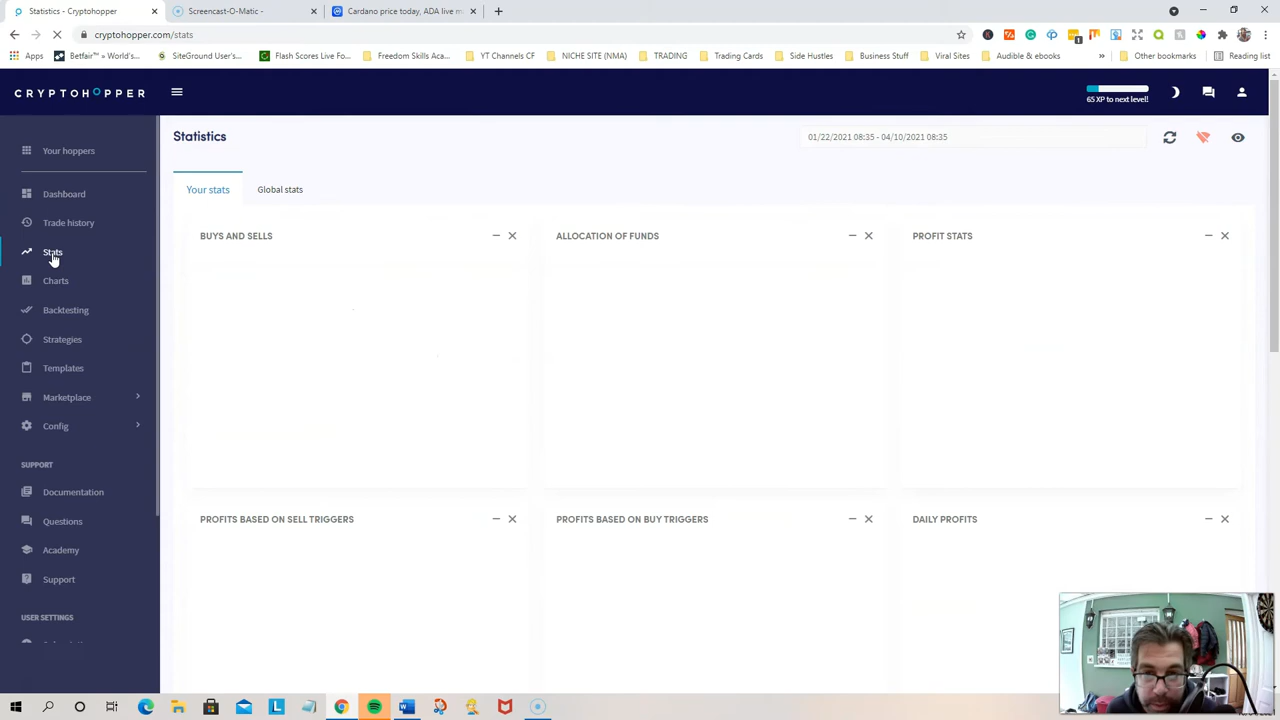 Statistics - Cryptohopper
Screencast-O-Matic -
Cardano price today, ADA live m
cryptohopper.com/stats
Apps
Betfair™ » World's...
SiteGround User's...
Flash Scores Live Fo...
Freedom Skills Aca...
YT Channels CF
NICHE SITE (NMA)
TRADING
Trading Cards
Side Hustles
Business Stuff
Viral Sites
Audible & ebooks
»
Other bookmarks
Reading list
CRYPTOHOPPER
65 XP to next level!
Your hoppers
Dashboard
Trade history
Stats
Charts
Backtesting
Strategies
Templates
Marketplace
Config
SUPPORT
Documentation
Questions
Academy
Support
USER SETTINGS
Statistics
01/22/2021 08:35 - 04/10/2021 08:35
Your stats
Global stats
BUYS AND SELLS
ALLOCATION OF FUNDS
PROFIT STATS
PROFITS BASED ON SELL TRIGGERS
PROFITS BASED ON BUY TRIGGERS
DAILY PROFITS